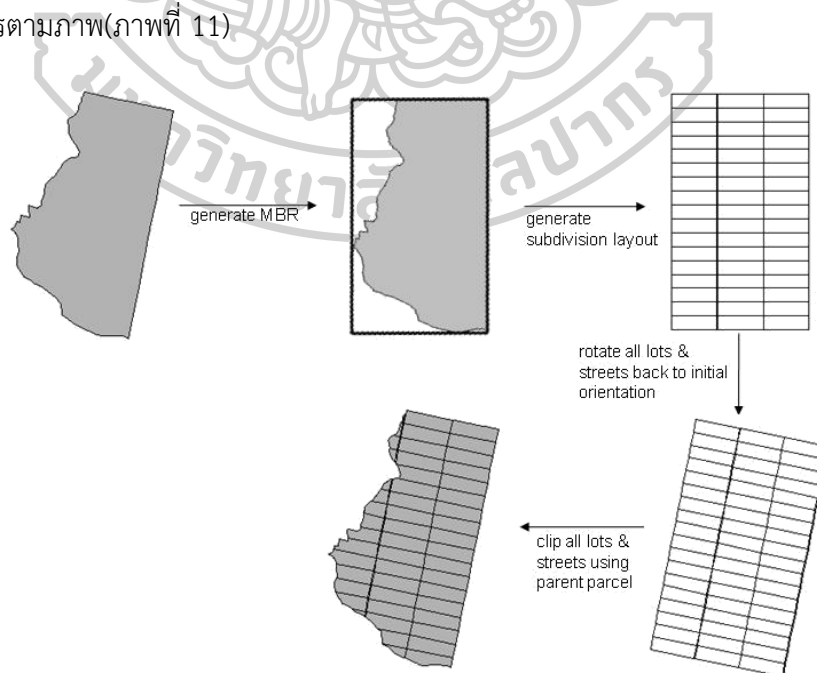 รตามภาพ(ภาพที่ 11)
generate MBR
generate
subdivision layout
rotate all lots &
streets back to initial
orientation
clip all lots &
streets using
parent parcel